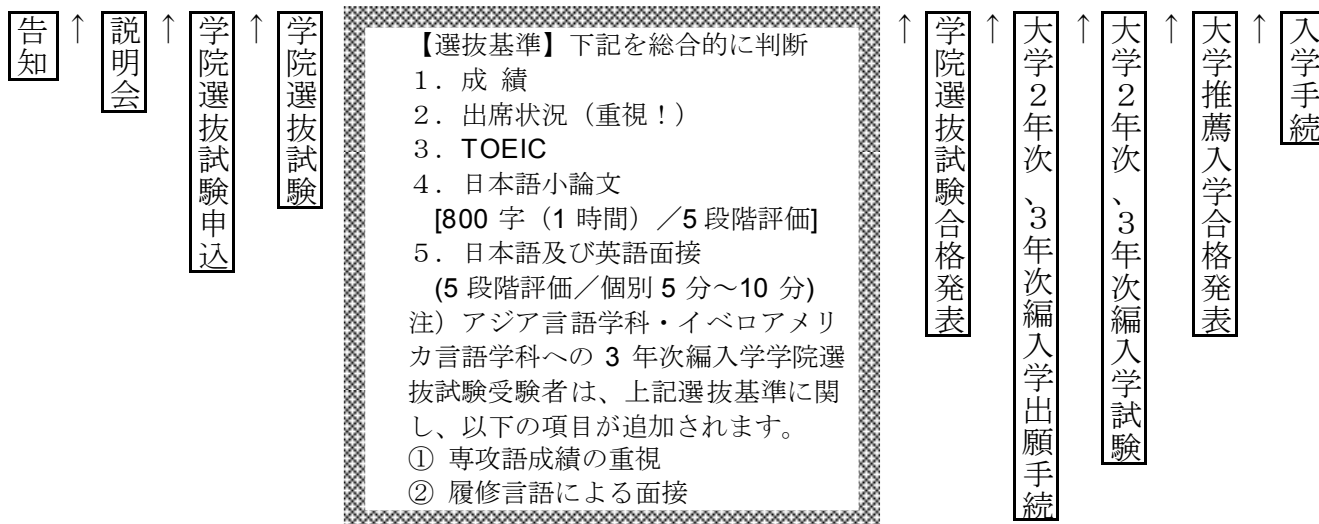 告知
↑
説明会
↑
学院選抜試験申込
↑
学院選抜試験
【選抜基準】下記を総合的に判断
１．成 績
２．出席状況（重視！）
３．TOEIC
４．日本語小論文
[800 字（1 時間）／5 段階評価]
５．日本語及び英語面接
(5 段階評価／個別 5 分～10 分)
注）アジア言語学科・イベロアメリ
カ言語学科への 3 年次編入学学院選
抜試験受験者は、上記選抜基準に関
し、以下の項目が追加されます。
① 専攻語成績の重視
② 履修言語による面接
↑
学院選抜試験合格発表
↑
大学２年次、３年次編入学出願手続
↑
大学２年次、３年次編入学試験
↑
大学推薦入学合格発表
↑
入学手続